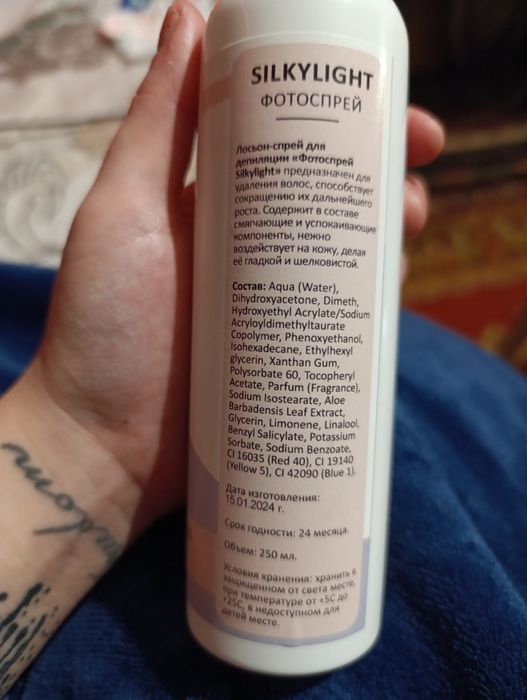 SILKYLIGHT
ФОТОСПРЕЙ
Лосьон-спрей для
депиляции «Фотоспрей
Silkylight» предназначен для
удаления волос, способствует
сокращению их дальнейшего
роста. Содержит в составе
смягчающие и успокаивающие
компоненты, нежно
воздействует на кожу, делая
её гладкой и шелковистой.
Состав: Aqua (Water),
Dihydroxyacetone, Dimeth,
Hydroxyethyl Acrylate/Sodium
Acryloyldimethyltaurate
Copolymer, Phenoxyethanol,
Isohexadecane, Ethylhexyl
glycerin, Xanthan Gum,
Polysorbate 60, Tocopheryl
Acetate, Parfum (Fragrance),
Sodium Isostearate, Aloe
Barbadensis Leaf Extract,
Glycerin, Limonene, Linalool,
Benzyl Salicylate, Potassium
Sorbate, Sodium Benzoate,
CI 16035 (Red 40), CI 19140
(Yellow 5), CI 42090 (Blue 1).
Дата изготовления:
15.01.2024 г.
Срок годности: 24 месяца.
Объем: 250 мл.
Условия хранения: хранить в
защищенном от света месте,
при температуре от +5С до
+25С, в недоступном для
детей месте.